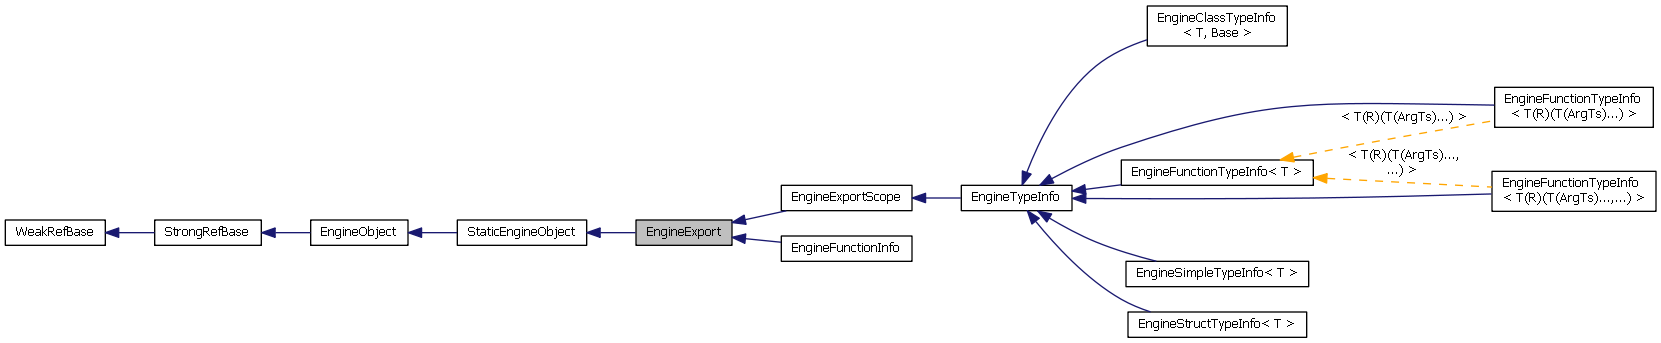 EngineClassTypeInfo
< T, Base >
EngineFunctionTypeInfo
< T(R)(T(ArgTs)...) >
< T(R)(T(ArgTs)...) >
< T(R)(T(ArgTs)...,
...) >
EngineFunctionTypeInfo< T >
EngineFunctionTypeInfo
< T(R)(T(ArgTs)...,...) >
EngineExportScope
EngineTypeInfo
WeakRefBase
StrongRefBase
EngineObject
StaticEngineObject
EngineExport
EngineFunctionInfo
EngineSimpleTypeInfo< T >
EngineStructTypeInfo< T >